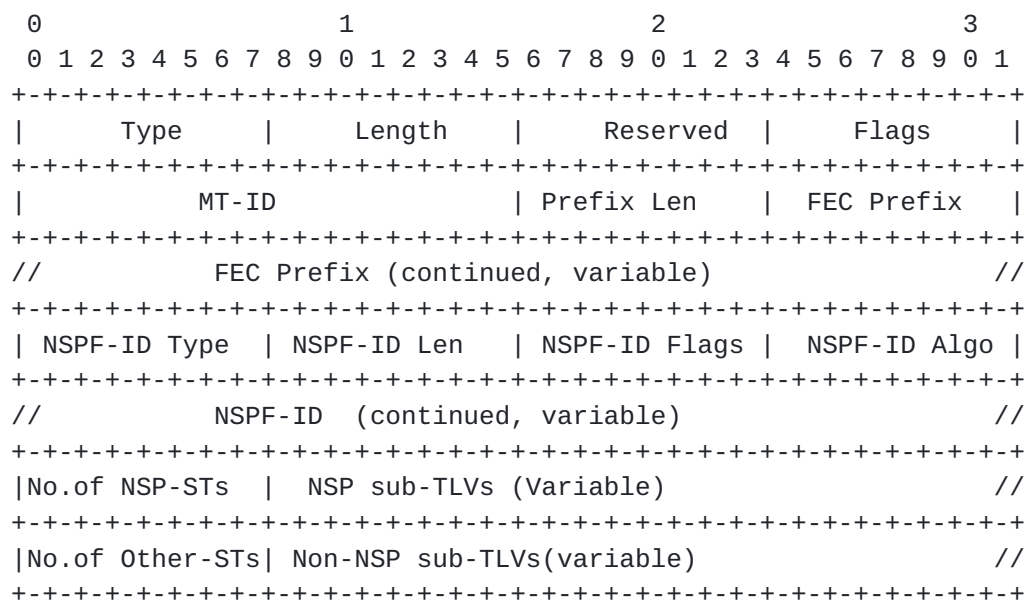 0                   1                   2                   3
 0 1 2 3 4 5 6 7 8 9 0 1 2 3 4 5 6 7 8 9 0 1 2 3 4 5 6 7 8 9 0 1
+-+-+-+-+-+-+-+-+-+-+-+-+-+-+-+-+-+-+-+-+-+-+-+-+-+-+-+-+-+-+-+-+
|      Type     |     Length    |     Reserved  |     Flags     |
+-+-+-+-+-+-+-+-+-+-+-+-+-+-+-+-+-+-+-+-+-+-+-+-+-+-+-+-+-+-+-+-+
|           MT-ID               | Prefix Len    |  FEC Prefix   |
+-+-+-+-+-+-+-+-+-+-+-+-+-+-+-+-+-+-+-+-+-+-+-+-+-+-+-+-+-+-+-+-+
//           FEC Prefix (continued, variable)                  //
+-+-+-+-+-+-+-+-+-+-+-+-+-+-+-+-+-+-+-+-+-+-+-+-+-+-+-+-+-+-+-+-+
| NSPF-ID Type  | NSPF-ID Len   | NSPF-ID Flags |  NSPF-ID Algo |
+-+-+-+-+-+-+-+-+-+-+-+-+-+-+-+-+-+-+-+-+-+-+-+-+-+-+-+-+-+-+-+-+
//           NSPF-ID  (continued, variable)                    //
+-+-+-+-+-+-+-+-+-+-+-+-+-+-+-+-+-+-+-+-+-+-+-+-+-+-+-+-+-+-+-+-+
|No.of NSP-STs  |  NSP sub-TLVs (Variable)                     //
+-+-+-+-+-+-+-+-+-+-+-+-+-+-+-+-+-+-+-+-+-+-+-+-+-+-+-+-+-+-+-+-+
|No.of Other-STs| Non-NSP sub-TLVs(variable)                   //
+-+-+-+-+-+-+-+-+-+-+-+-+-+-+-+-+-+-+-+-+-+-+-+-+-+-+-+-+-+-+-+-+